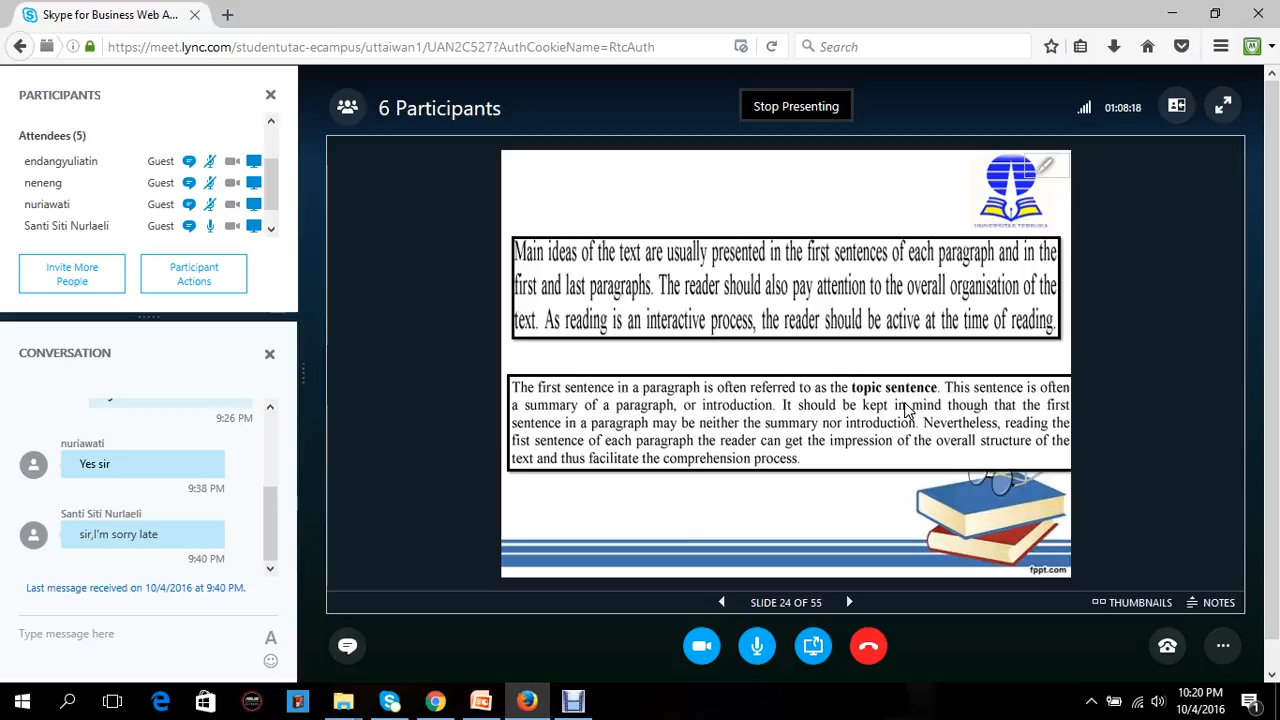 Skype for Business Web A...
https://meet.lync.com/studentutac-ecampus/uttaiwan1/UAN2C527?AuthCookieName=RtcAuth
Search
PARTICIPANTS
Attendees (5)
endangyuliatin Guest
neneng Guest
nuriawati Guest
Santi Siti Nurlaeli Guest
Invite More People
Participant Actions
CONVERSATION
9:26 PM
nuriawati
Yes sir
9:38 PM
Santi Siti Nurlaeli
sir,I'm sorry late
9:40 PM
Last message received on 10/4/2016 at 9:40 PM.
Type message here
A
6 Participants
Stop Presenting
01:08:18
UNIVERSITAS TERBUKA
Main ideas of the text are usually presented in the first sentences of each paragraph and in the
first and last paragraphs. The reader should also pay attention to the overall organisation of the
text. As reading is an interactive process, the reader should be active at the time of reading.
The first sentence in a paragraph is often referred to as the topic sentence. This sentence is often
a summary of a paragraph, or introduction. It should be kept in mind though that the first
sentence in a paragraph may be neither the summary nor introduction. Nevertheless, reading the
fist sentence of each paragraph the reader can get the impression of the overall structure of the
text and thus facilitate the comprehension process.
fppt.com
SLIDE 24 OF 55
THUMBNAILS
NOTES
10:20 PM
10/4/2016